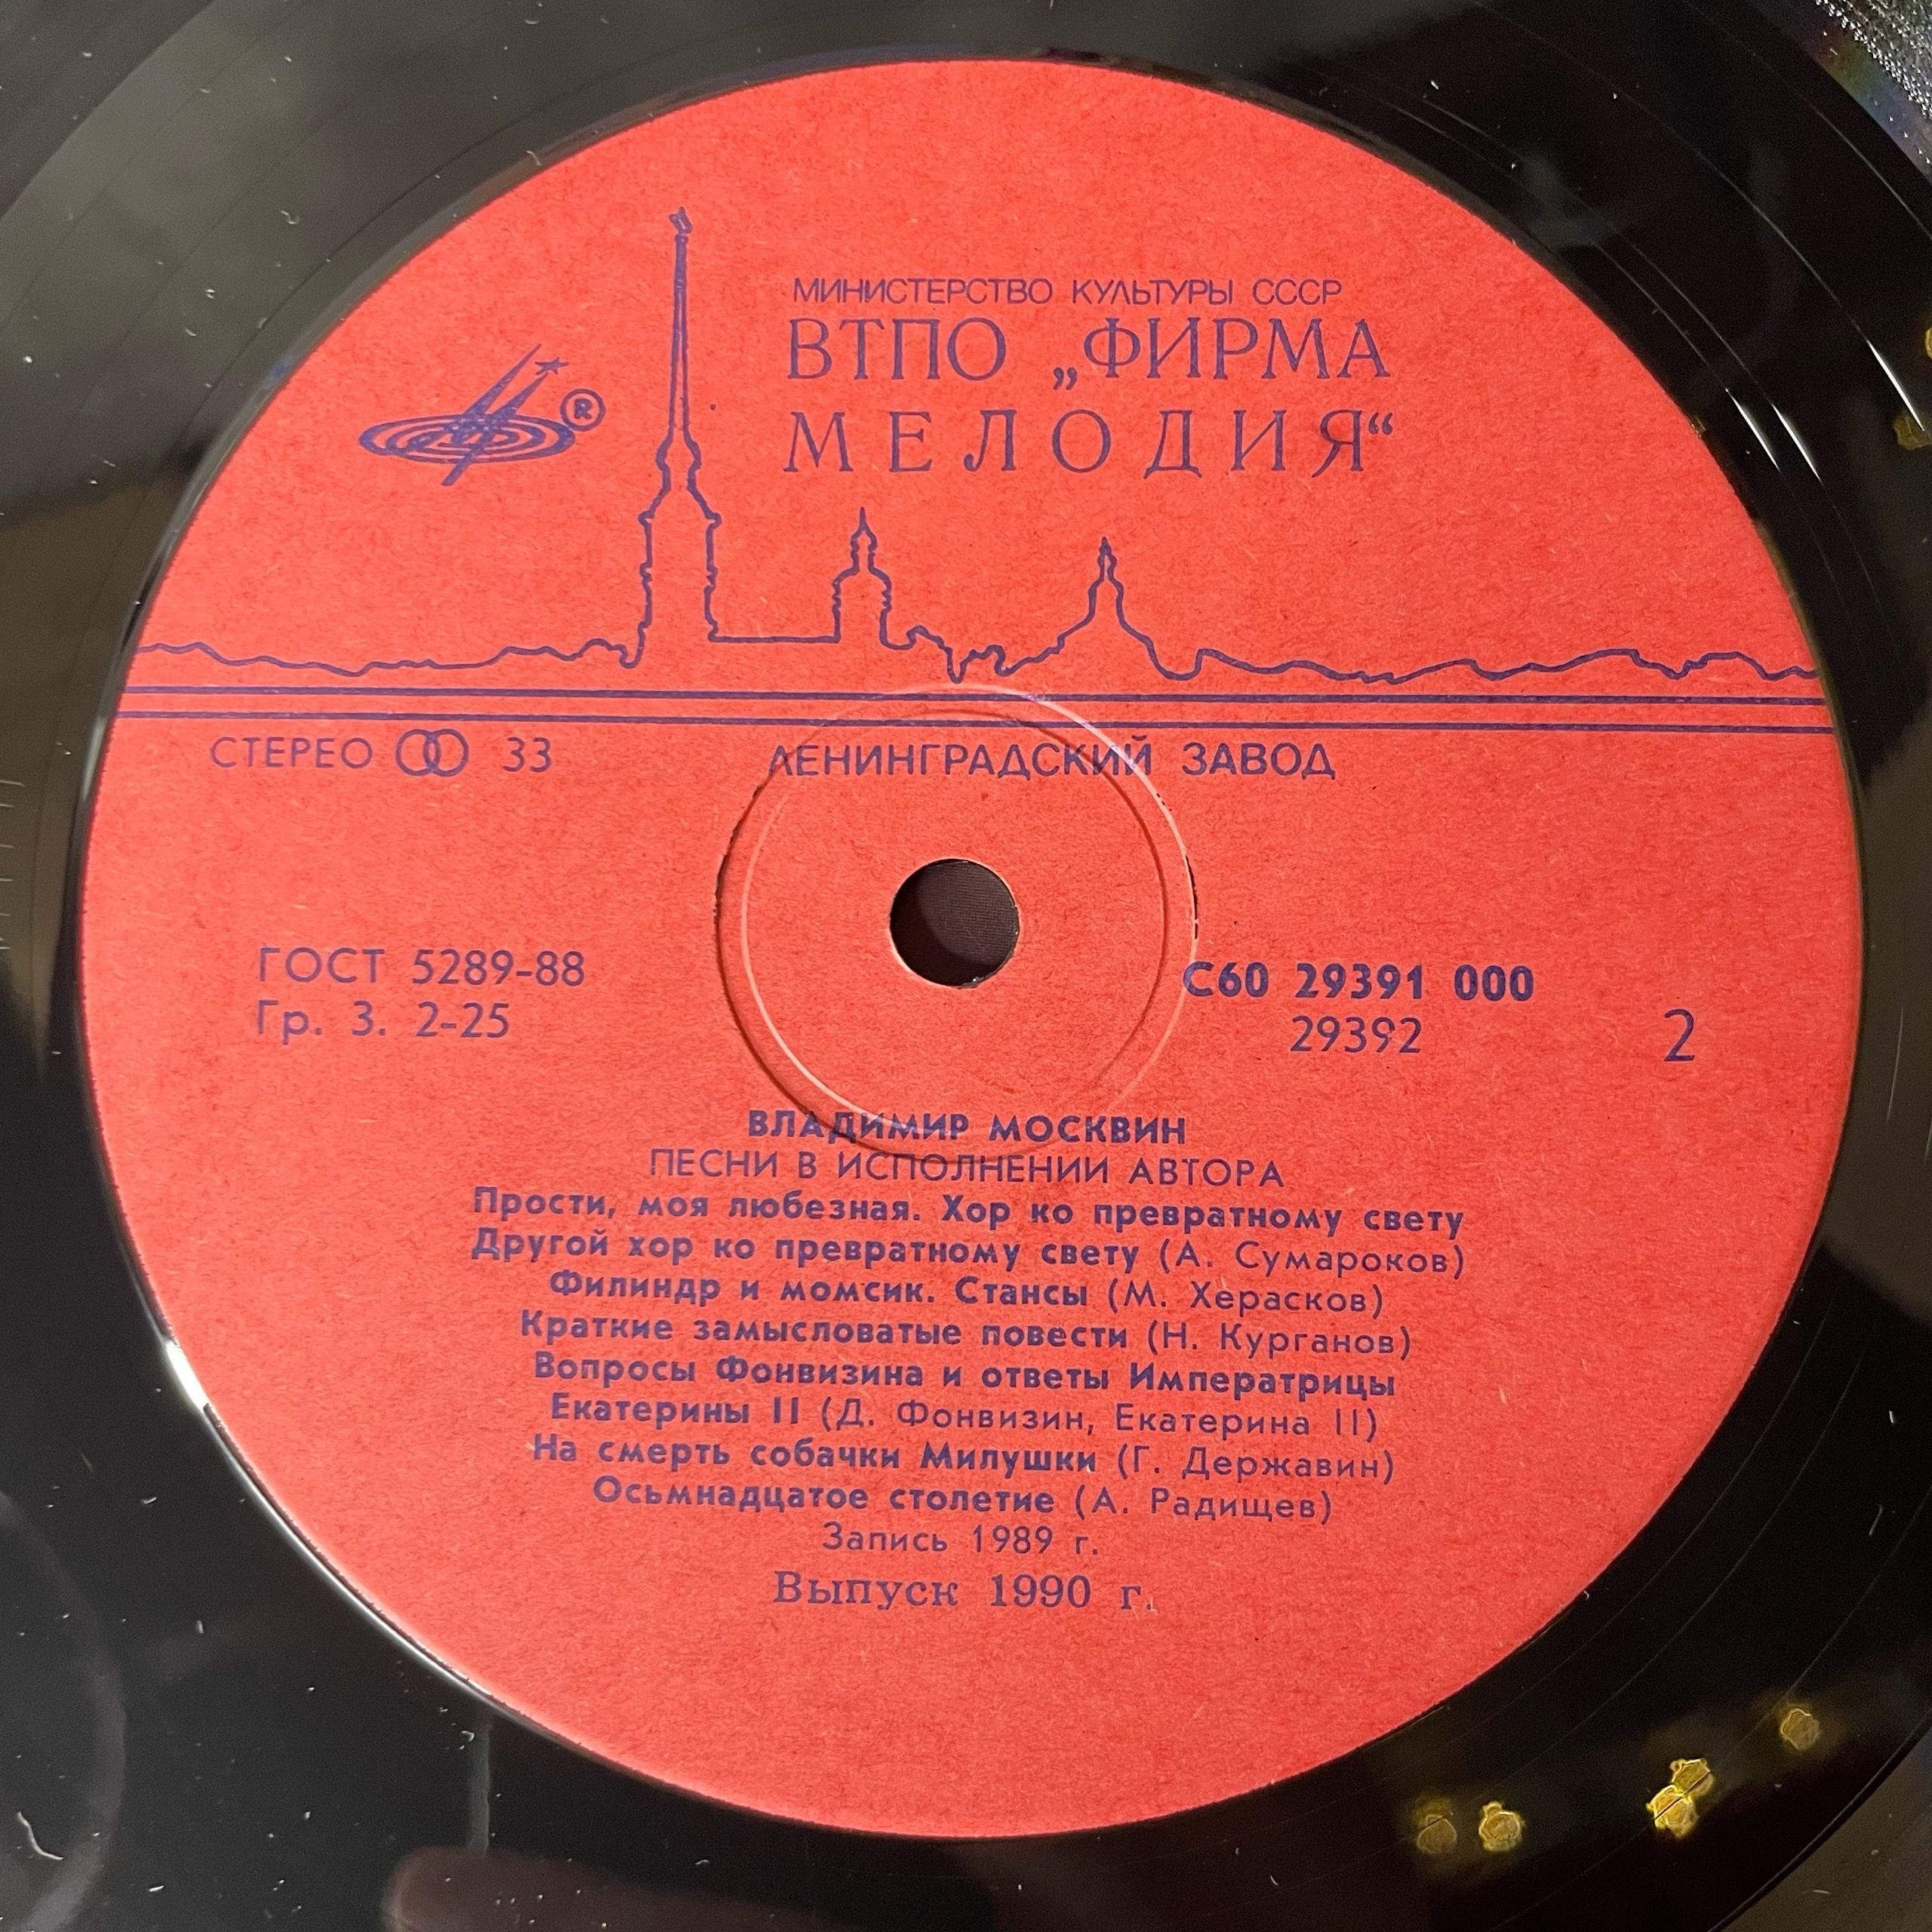 МИНИСТЕРСТВО КУЛЬТУРЫ СССР
ВТПО „ФИРМА
МЕЛОДИЯ“
®
СТЕРЕО 33
ЛЕНИНГРАДСКИЙ ЗАВОД
ГОСТ 5289-88
Гр. 3. 2-25
С60 29391 000
29392
2
ВЛАДИМИР МОСКВИН
ПЕСНИ В ИСПОЛНЕНИИ АВТОРА
Прости, моя любезная. Хор ко превратному свету
Другой хор ко превратному свету (А. Сумароков)
Филиндр и момсик. Стансы (М. Херасков)
Краткие замысловатые повести (Н. Курганов)
Вопросы Фонвизина и ответы Императрицы
Екатерины II (Д. Фонвизин, Екатерина II)
На смерть собачки Милушки (Г. Державин)
Осьмнадцатое столетие (А. Радищев)
Запись 1989 г.
Выпуск 1990 г.